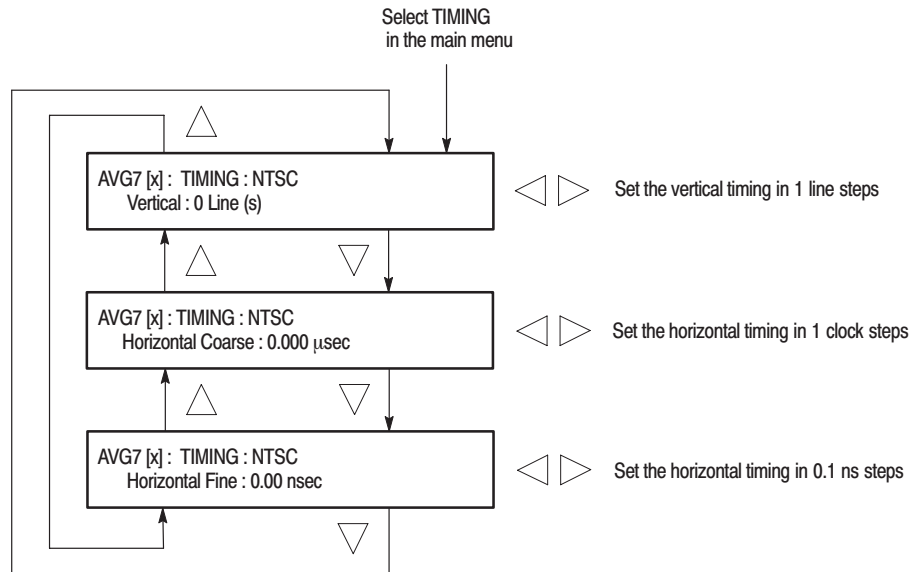 Select TIMING
in the main menu
AVG7 [x] : TIMING : NTSC
Vertical : 0 Line (s)
Set the vertical timing in 1 line steps
AVG7 [x] : TIMING : NTSC
Horizontal Coarse : 0.000 μsec
Set the horizontal timing in 1 clock steps
AVG7 [x] : TIMING : NTSC
Horizontal Fine : 0.00 nsec
Set the horizontal timing in 0.1 ns steps